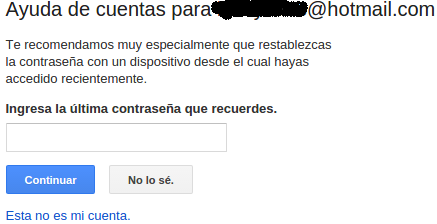 Ayuda de cuentas para @hotmail.com
Te recomendamos muy especialmente que restablezcas
la contraseña con un dispositivo desde el cual hayas
accedido recientemente.
Ingresa la última contraseña que recuerdes.
Continuar
No lo sé.
Esta no es mi cuenta.